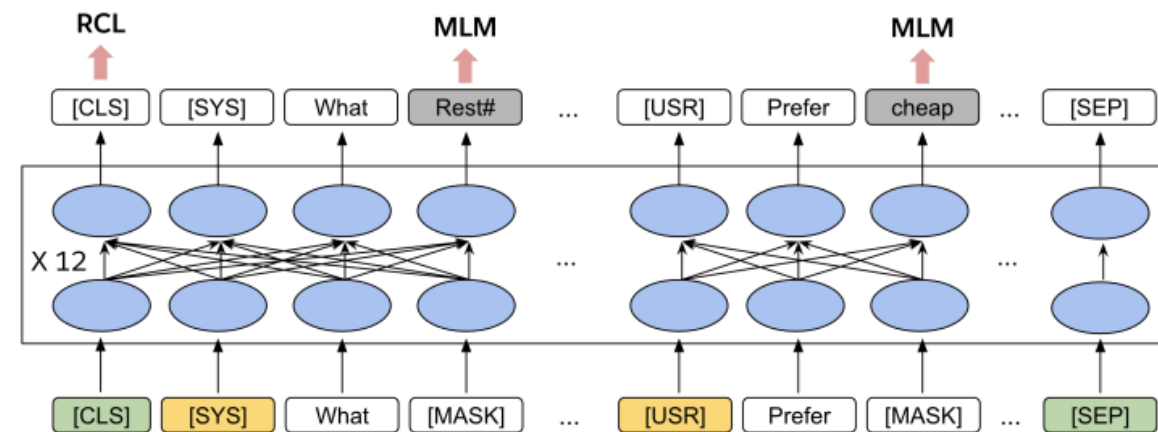 RCL MLM MLM
[CLS] [SYS] What Rest# ... [USR] Prefer cheap ... [SEP]
X 12 ... ...
[CLS] [SYS] What [MASK] ... [USR] Prefer [MASK] ... [SEP]